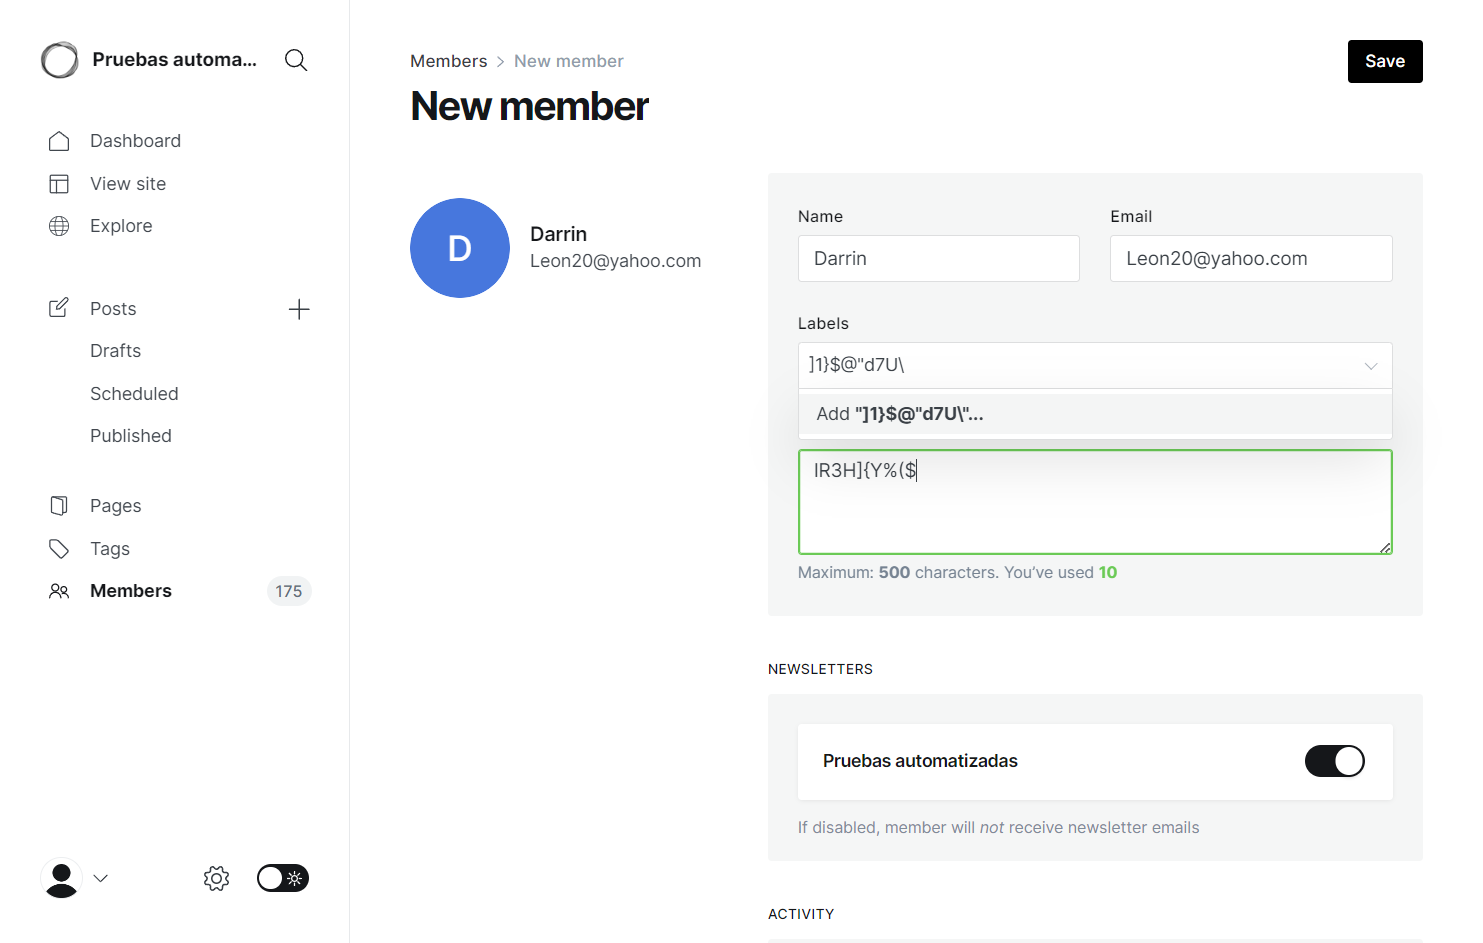 Pruebas automa...
Dashboard
View site
Explore
Posts
Drafts
Scheduled
Published
Pages
Tags
Members 175
Members > New member
Save
New member
D
Darrin
Leon20@yahoo.com
Name Email
Darrin Leon20@yahoo.com
Labels
]1}$@"d7U\
Add "]1}$@"d7U\"...
IR3H]{Y%($
Maximum: 500 characters. You’ve used 10
NEWSLETTERS
Pruebas automatizadas
If disabled, member will not receive newsletter emails
ACTIVITY